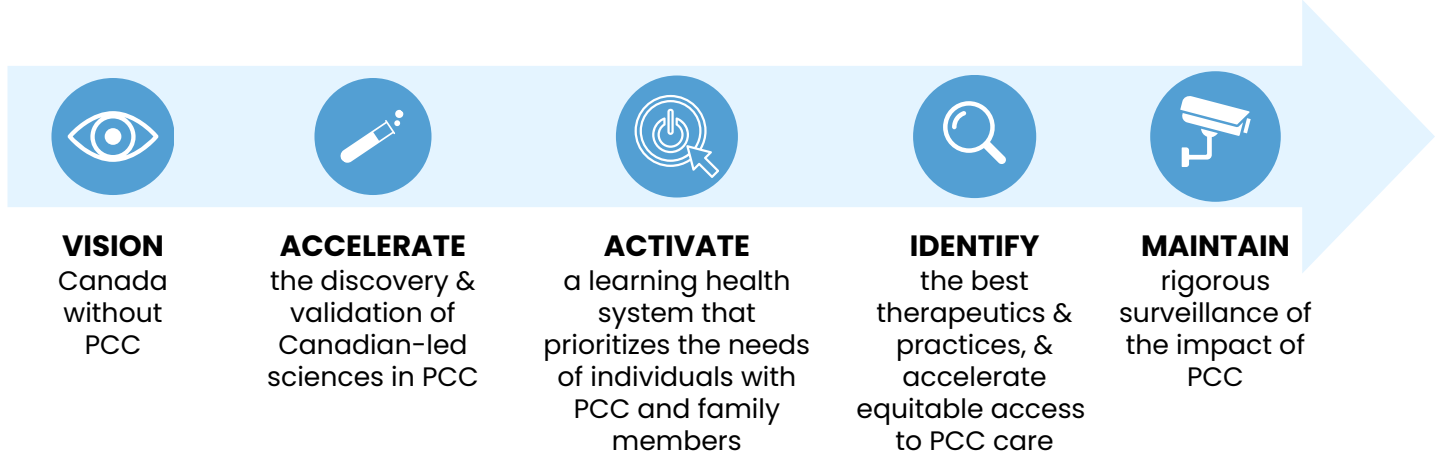 VISION
Canada
without
PCC
ACCELERATE
the discovery &
validation of
Canadian-led
sciences in PCC
ACTIVATE
a learning health
system that
prioritizes the needs
of individuals with
PCC and family
members
IDENTIFY
the best
therapeutics &
practices, &
accelerate
equitable access
to PCC care
MAINTAIN
rigorous
surveillance of
the impact of
PCC